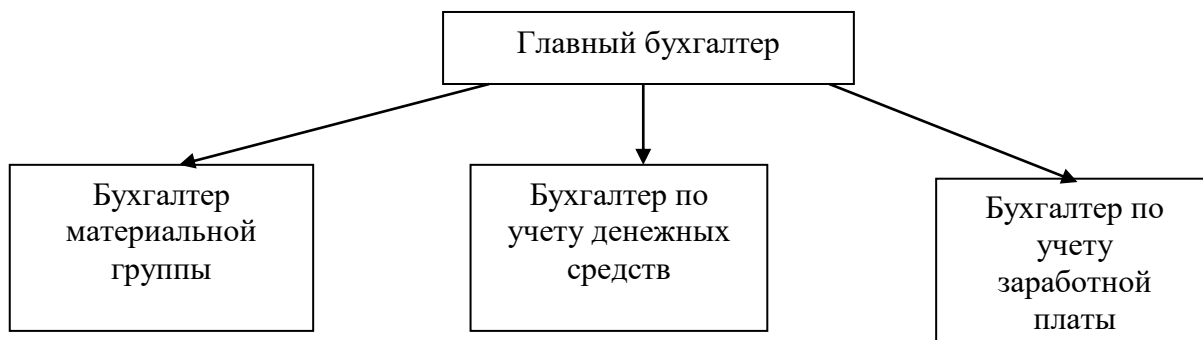 Главный бухгалтер
Бухгалтер
материальной
группы
Бухгалтер по
учету денежных
средств
Бухгалтер по
учету
заработной
платы